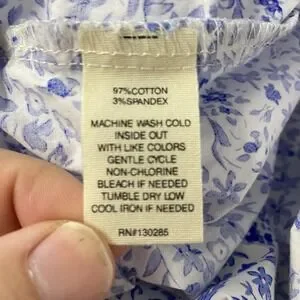 97%COTTON
3%SPANDEX
MACHINE WASH COLD
INSIDE OUT
WITH LIKE COLORS
GENTLE CYCLE
NON-CHLORINE
BLEACH IF NEEDED
TUMBLE DRY LOW
COOL IRON IF NEEDED
RN#130285